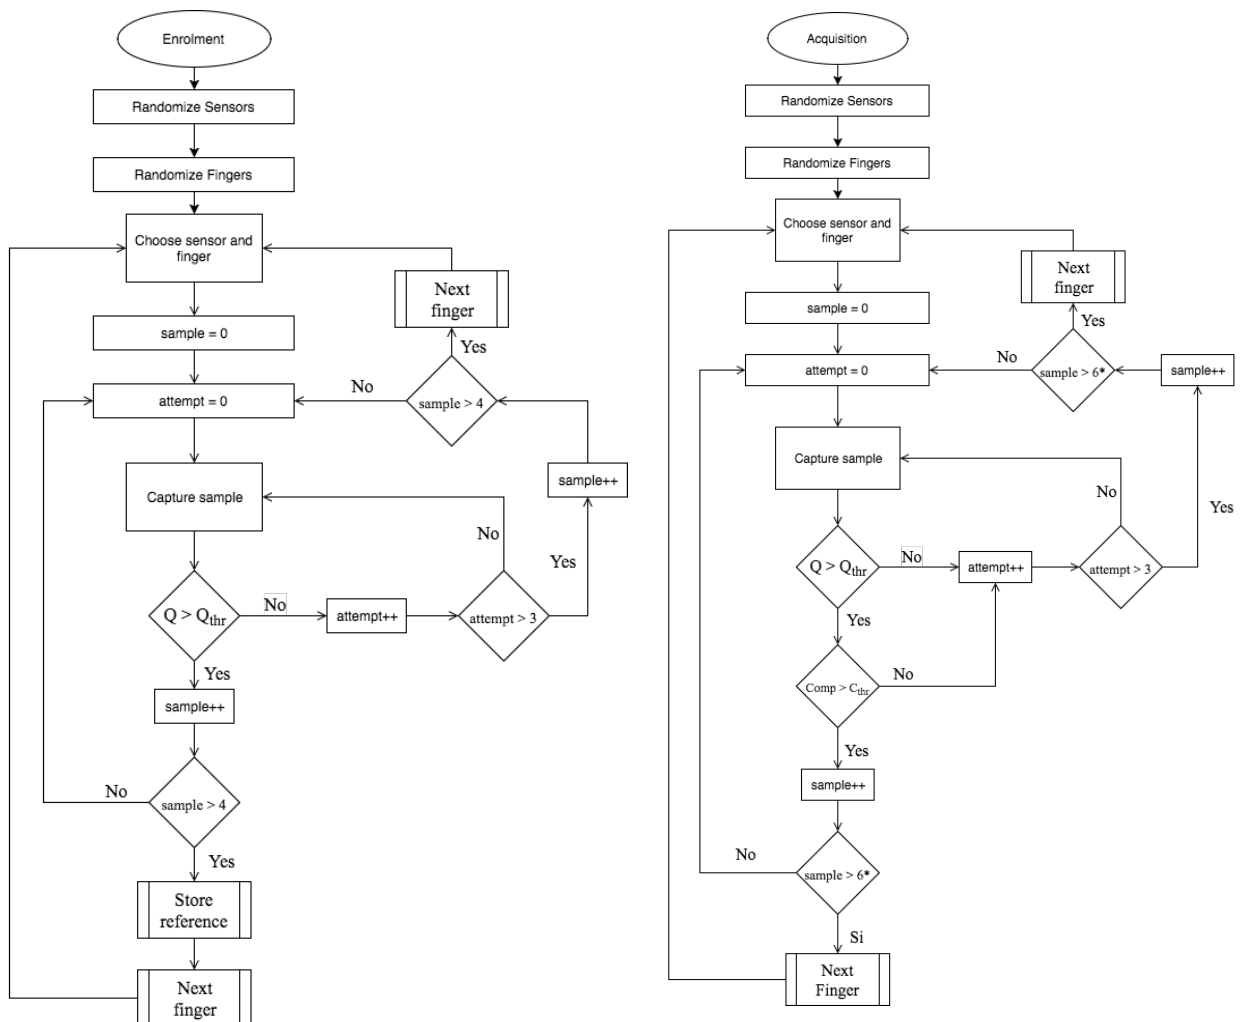 Enrolment
Randomize Sensors
Randomize Fingers
Choose sensor and
finger
Next
finger
sample = 0
Yes
No
attempt = 0
sample > 4
Capture sample
sample++
No
Yes
Q > Qthr
No
attempt++
attempt > 3
Yes
sample++
No
sample > 4
Yes
Store
reference
Next
finger
Acquisition
Randomize Sensors
Randomize Fingers
Choose sensor and
finger
Next
finger
sample = 0
Yes
No
attempt = 0
sample > 6*
sample++
Capture sample
No
Yes
Q > Qthr
No
attempt++
attempt > 3
Yes
Comp > Cthr
No
Yes
sample++
No
sample > 6*
Si
Next
Finger